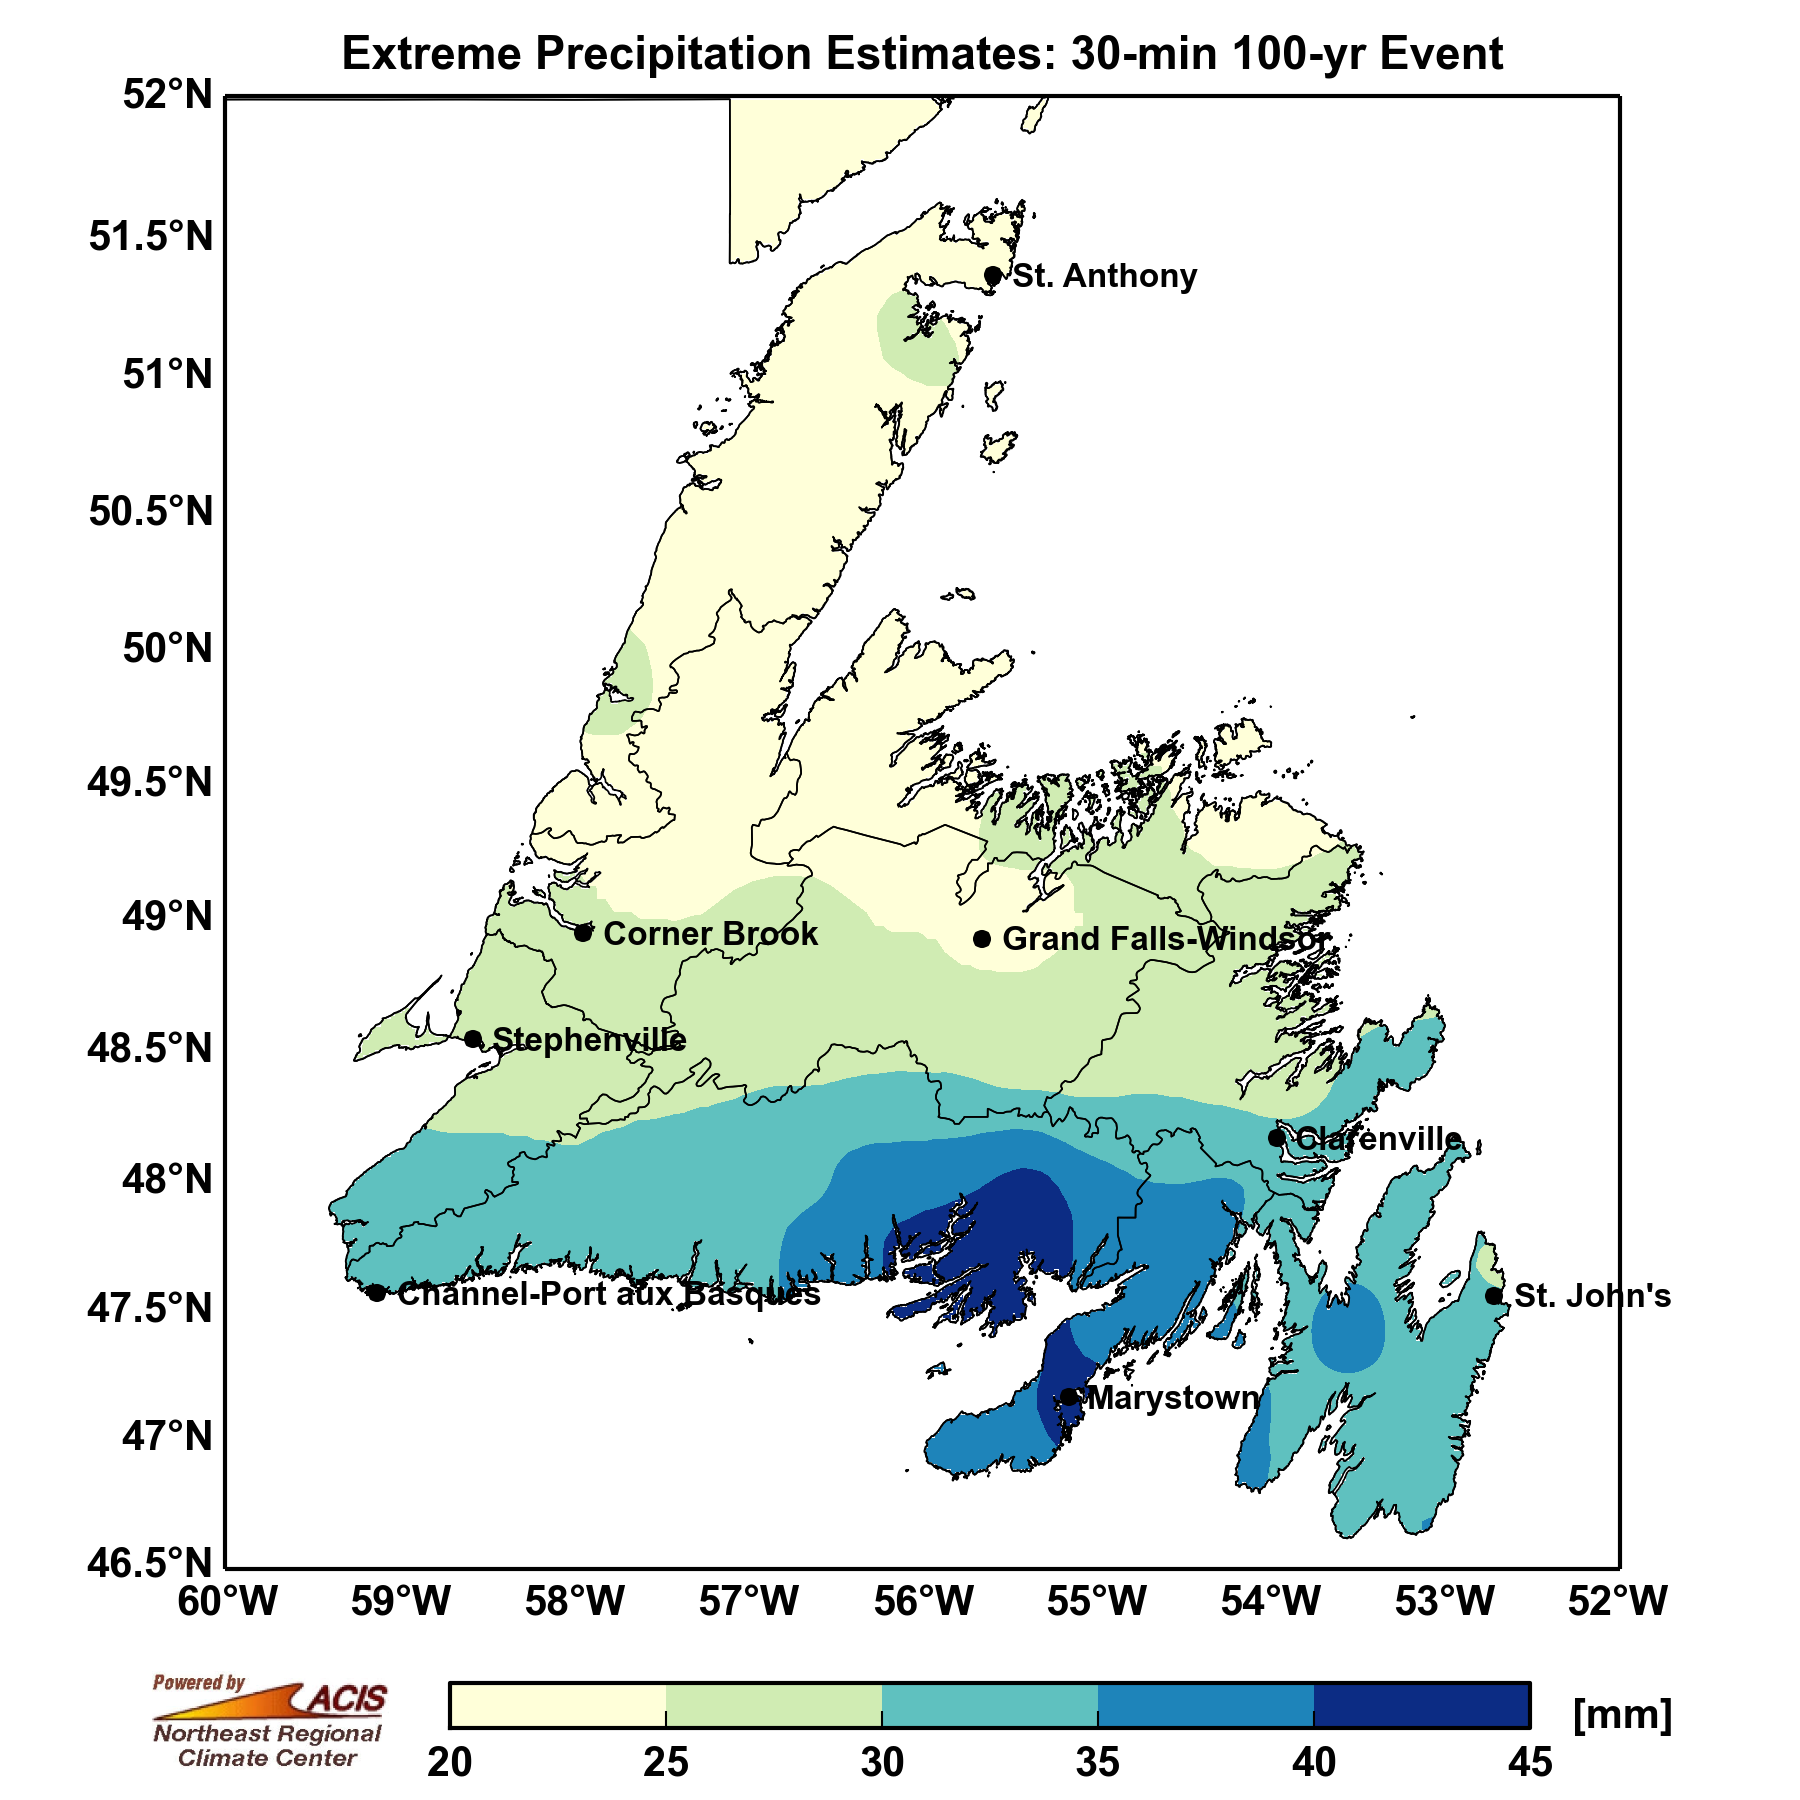 Extreme Precipitation Estimates: 30-min 100-yr Event
52°N
51.5°N
St. Anthony
51°N
50.5°N
50°N
49.5°N
49°N
Corner Brook
Grand Falls-Windsor
48.5°N
Stephenville
Clarenville
48°N
47.5°N
Channel-Port aux Basques
St. John's
Marystown
47°N
46.5°N
60°W 59°W 58°W 57°W 56°W 55°W 54°W 53°W 52°W
Powered by
ACIS
Northeast Regional
Climate Center
[mm]
20 25 30 35 40 45